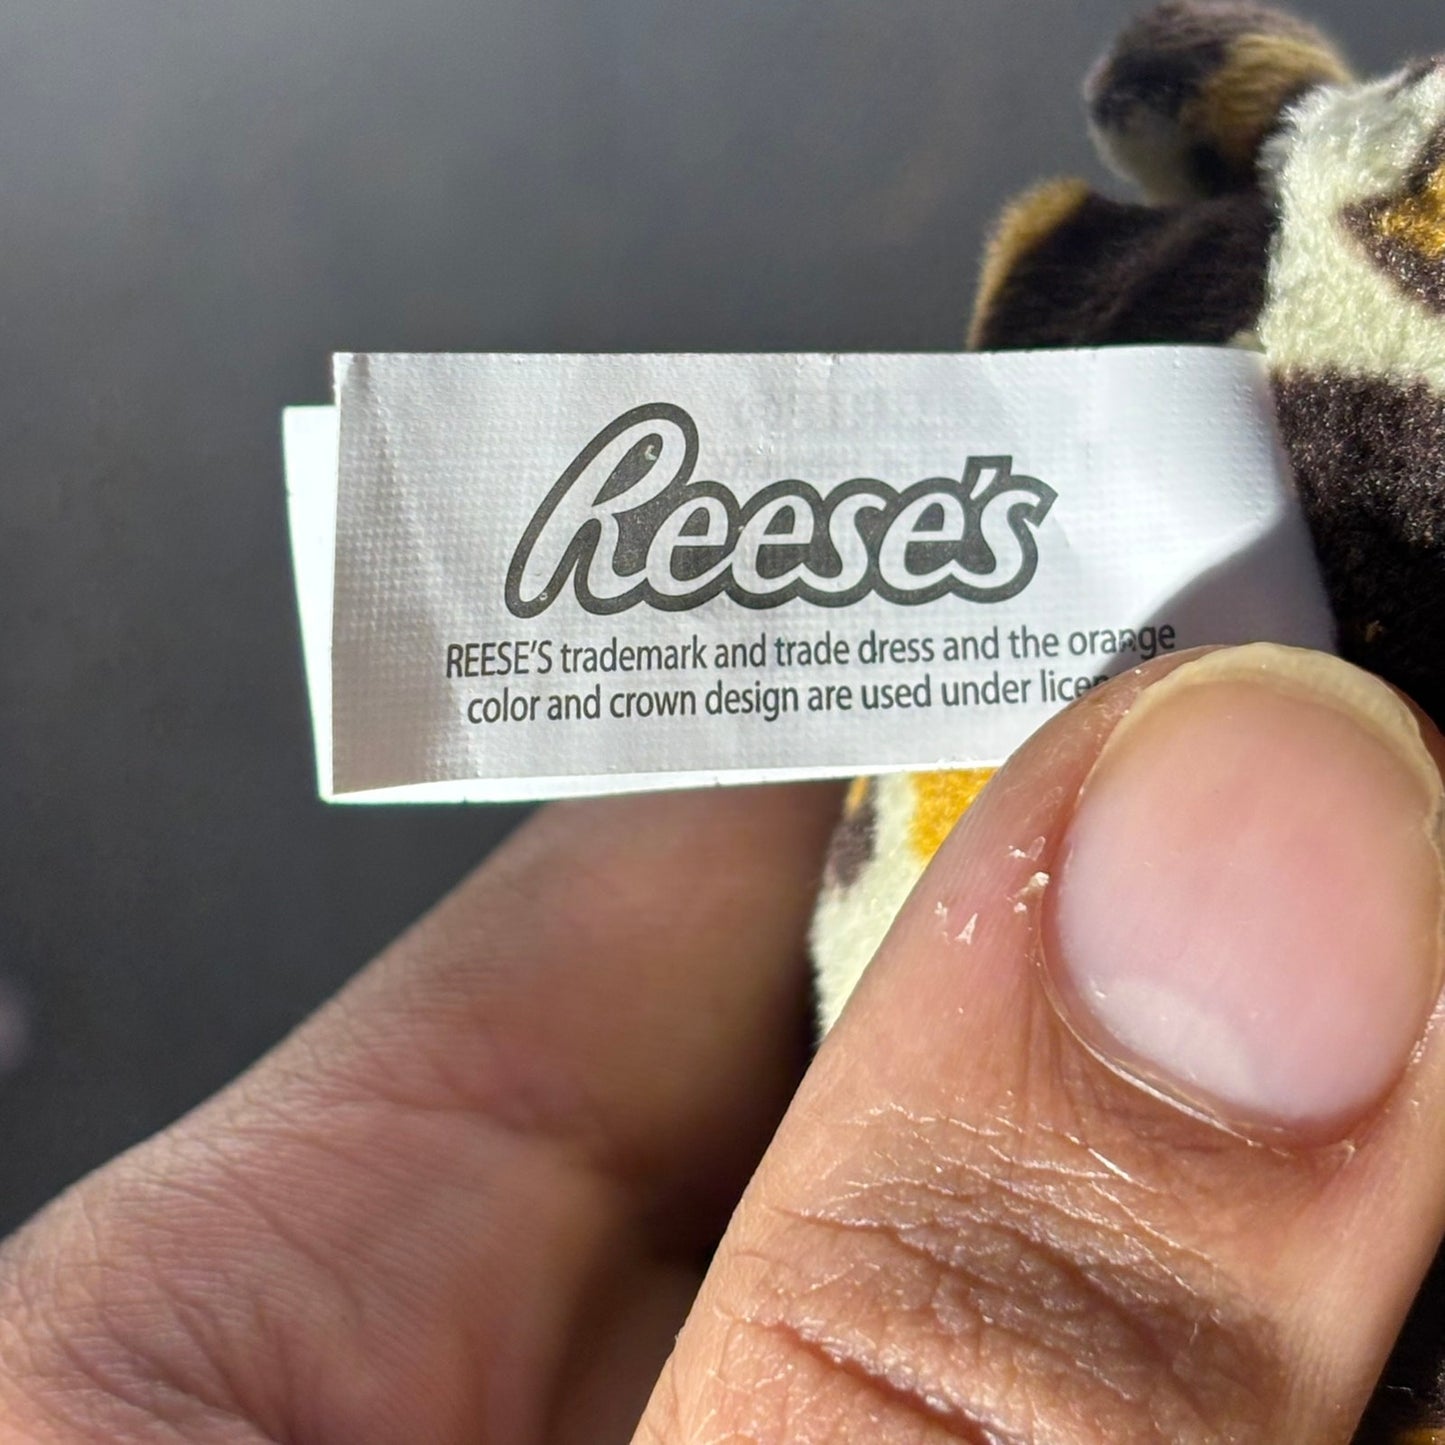 Reese's
REESE'S trademark and trade dress and the orange
color and crown design are used under